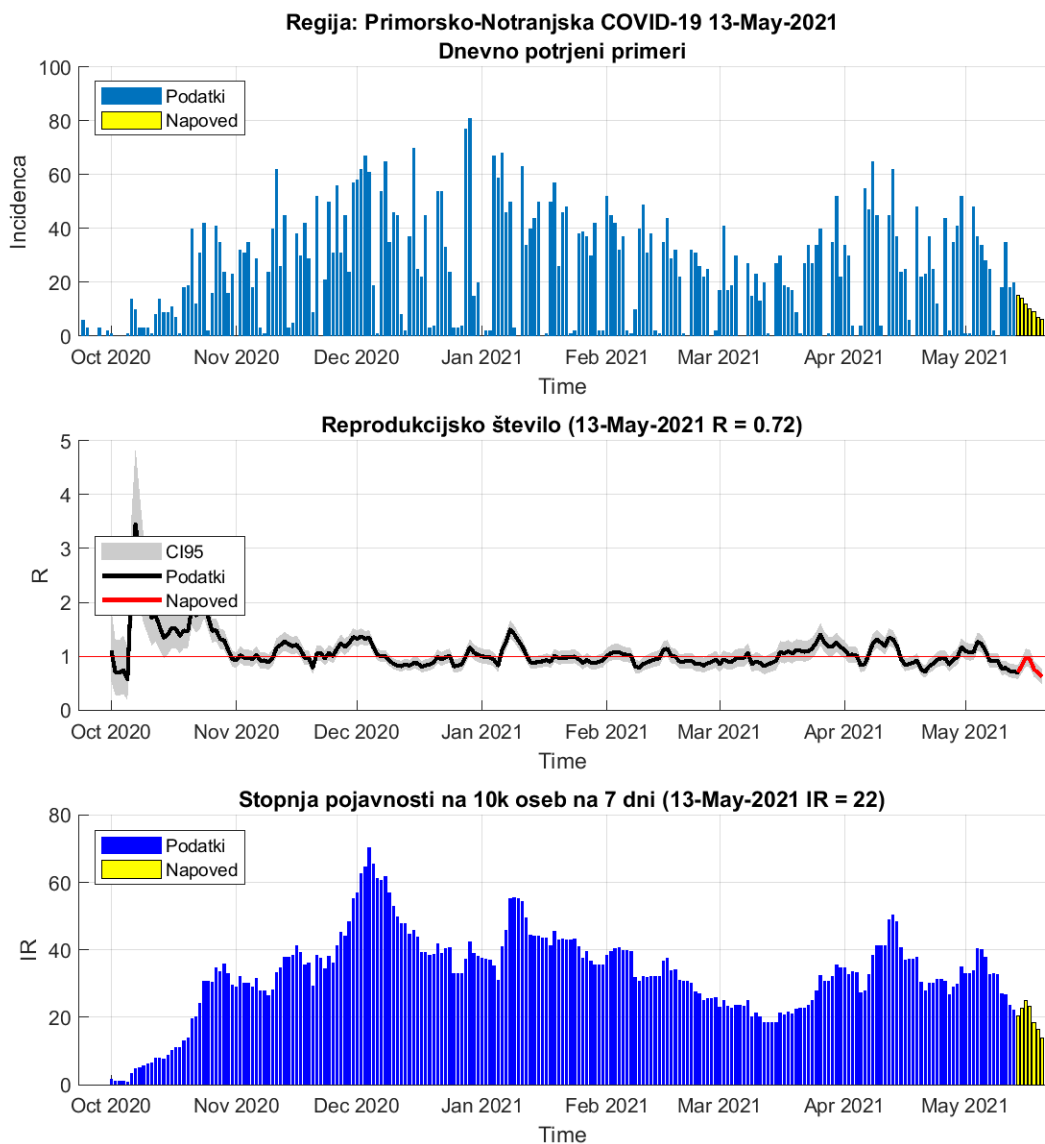 Regija: Primorsko-Notranjska COVID-19 13-May-2021
Dnevno potrjeni primeri
100
80
60
40
20
0
Incidenca
Podatki
Napoved
Oct 2020 Nov 2020 Dec 2020 Jan 2021 Feb 2021 Mar 2021 Apr 2021 May 2021
Time
Reprodukcijsko število (13-May-2021 R = 0.72)
5
4
3
2
1
0
R
CI95
Podatki
Napoved
Oct 2020 Nov 2020 Dec 2020 Jan 2021 Feb 2021 Mar 2021 Apr 2021 May 2021
Time
Stopnja pojavnosti na 10k oseb na 7 dni (13-May-2021 IR = 22)
80
60
40
20
0
IR
Podatki
Napoved
Oct 2020 Nov 2020 Dec 2020 Jan 2021 Feb 2021 Mar 2021 Apr 2021 May 2021
Time